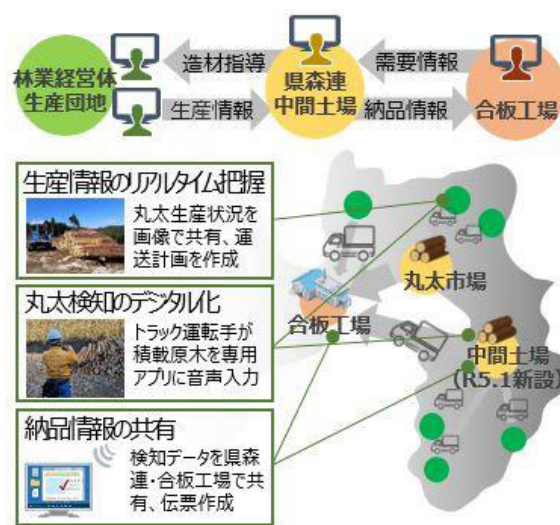 林業経営体
生産団地
造材指導
生産情報
県森連
中間土場
需要情報
納品情報
合板工場
生産情報のリアルタイム把握
丸太生産状況を
画像で共有、運
送計画を作成
丸太検知のデジタル化
トラック運転手が
積載原木を専用
アプリに音声入力
納品情報の共有
検知データを県森
連・合板工場で共
有、伝票作成
丸太市場
合板工場
中間土場
(R5.1新設)